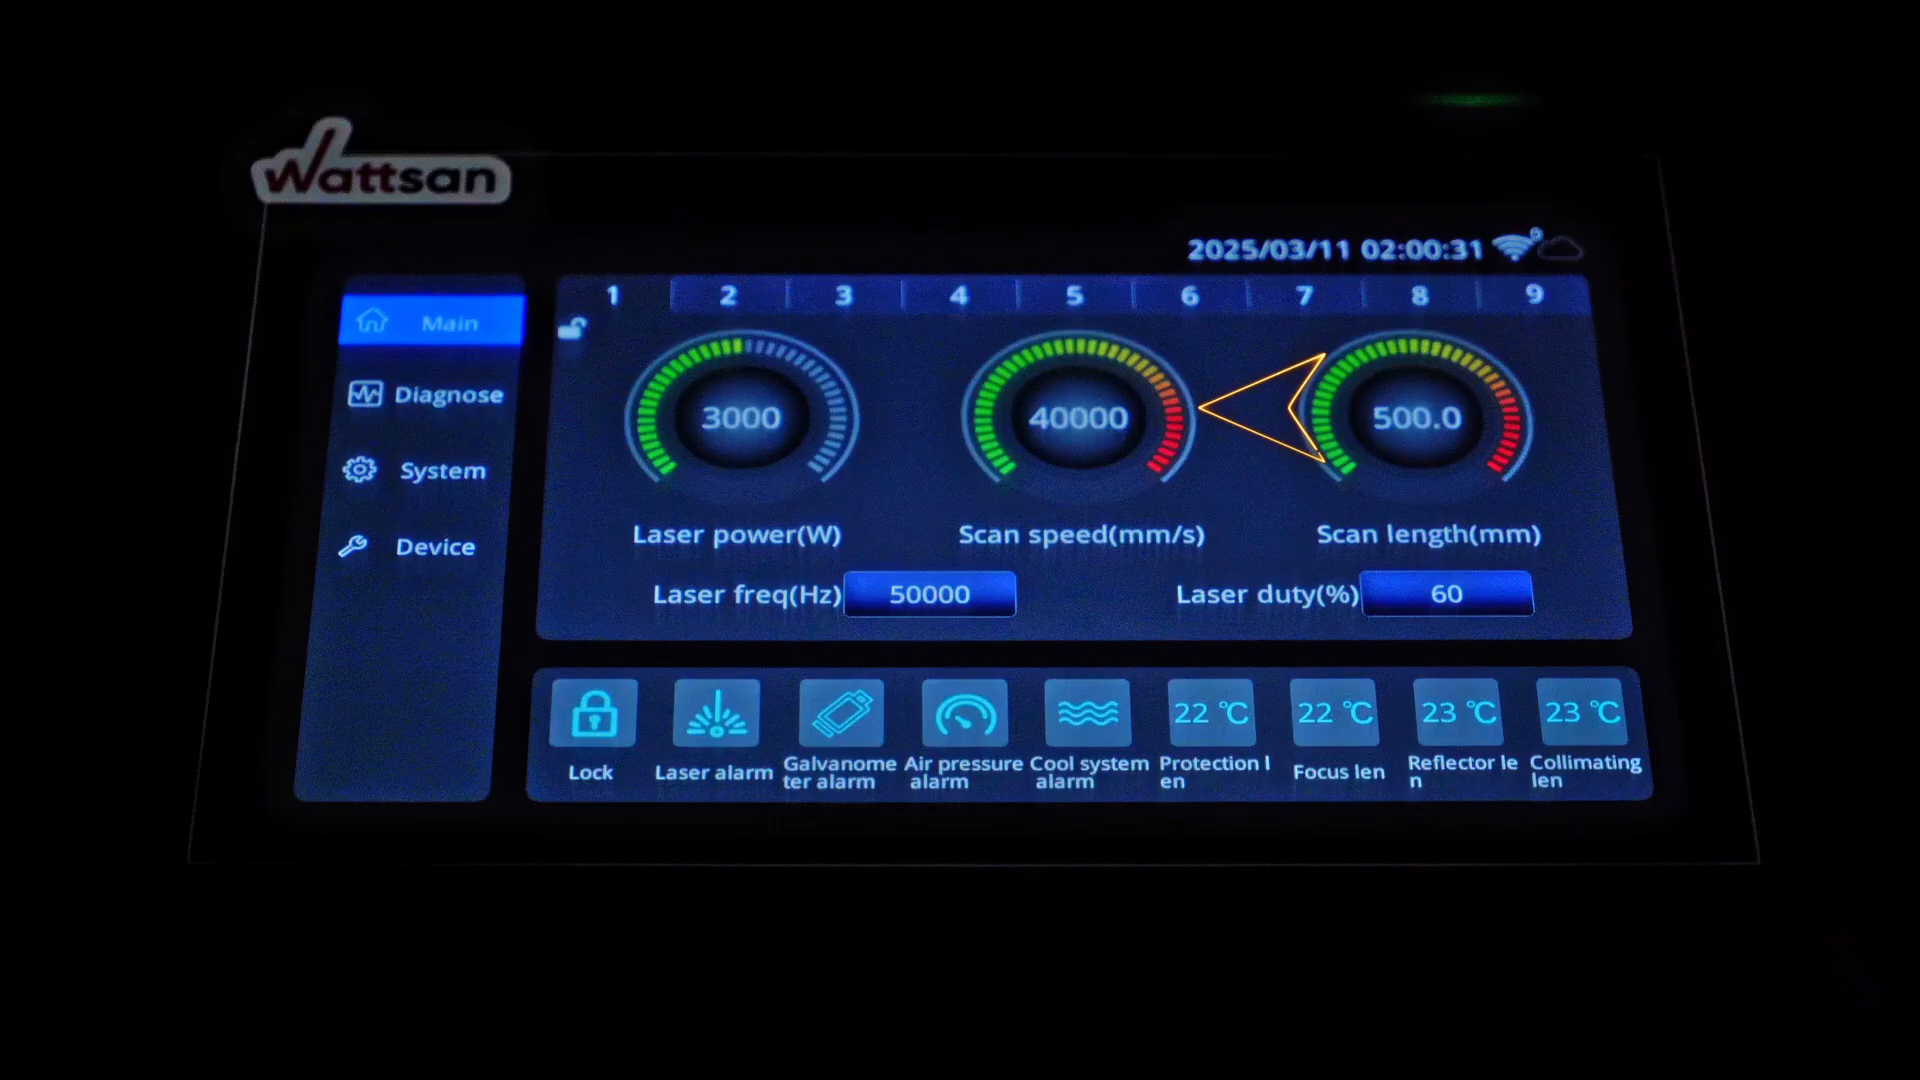 Wattsan
2025/03/11 02:00:31
1 2 3 4 5 6 7 8 9
Main
Diagnose
System
Device
3000 40000 500.0
Laser power(W) Scan speed(mm/s) Scan length(mm)
Laser freq(Hz) 50000 Laser duty(%) 60
22 ℃ 22 ℃ 23 ℃ 23 ℃
Lock
Laser alarm
Galvanome
ter alarm
Air pressure
alarm
Cool system
alarm
Protection l
en
Focus len
Reflector le
n
Collimating
len